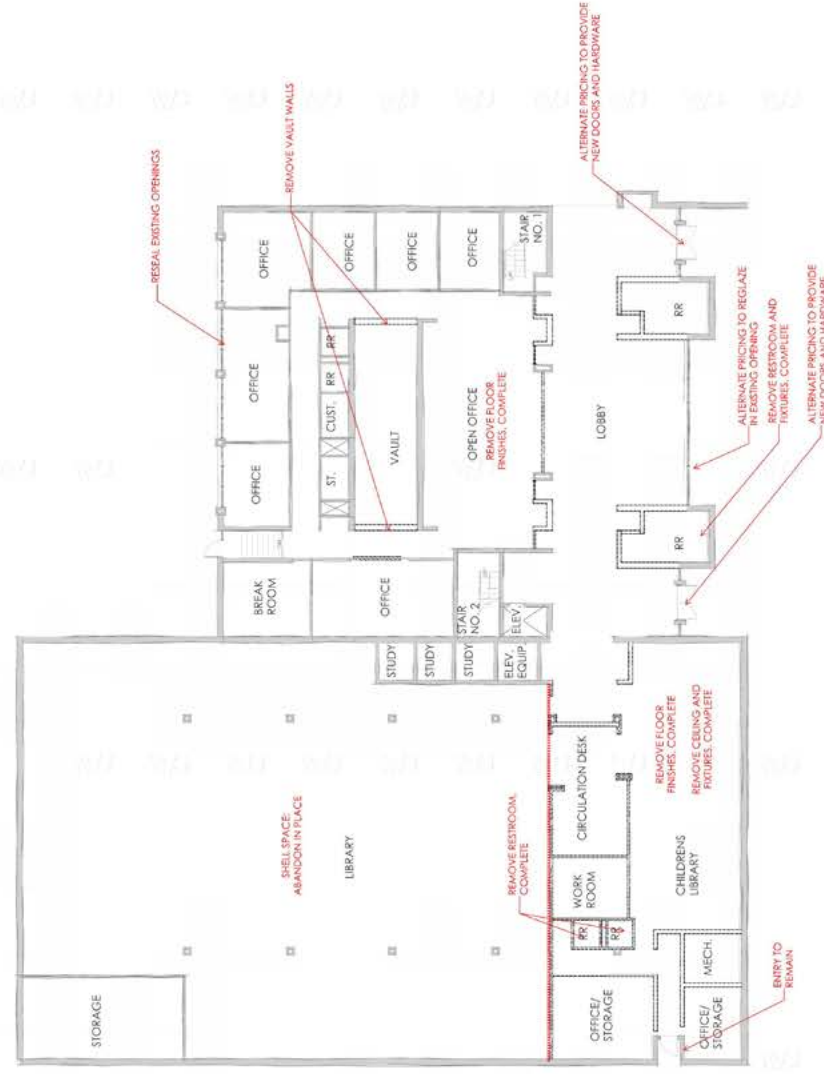 STORAGE
SHELL SPACE:
ABANDON IN PLACE
LIBRARY
STUDY
STUDY
STUDY
ELEV.
EQUIP.
RESEAL EXISTING OPENINGS
REMOVE VAULT WALLS
BREAK
ROOM
OFFICE
OFFICE
OFFICE
OFFICE
OFFICE
OFFICE
OFFICE
OFFICE
ST.
CUST.
RR
RR
VAULT
OPEN OFFICE
REMOVE FLOOR
FINISHES, COMPLETE
STAIR
NO. 2
ELEV.
STAIR
NO. 1
REMOVE RESTROOM,
COMPLETE
OFFICE/
STORAGE
RR
RR
WORK
ROOM
CIRCULATION DESK
LOBBY
CHILDRENS
LIBRARY
REMOVE FLOOR
FINISHES, COMPLETE
REMOVE CEILING AND
FIXTURES, COMPLETE
OFFICE/
STORAGE
MECH.
RR
RR
ENTRY TO
REMAIN
ALTERNATE PRICING TO PROVIDE
NEW DOORS AND HARDWARE
ALTERNATE PRICING TO REGLAZE
IN EXISTING OPENING
REMOVE RESTROOM AND
FIXTURES, COMPLETE
ALTERNATE PRICING TO PROVIDE
NEW DOORS AND HARDWARE